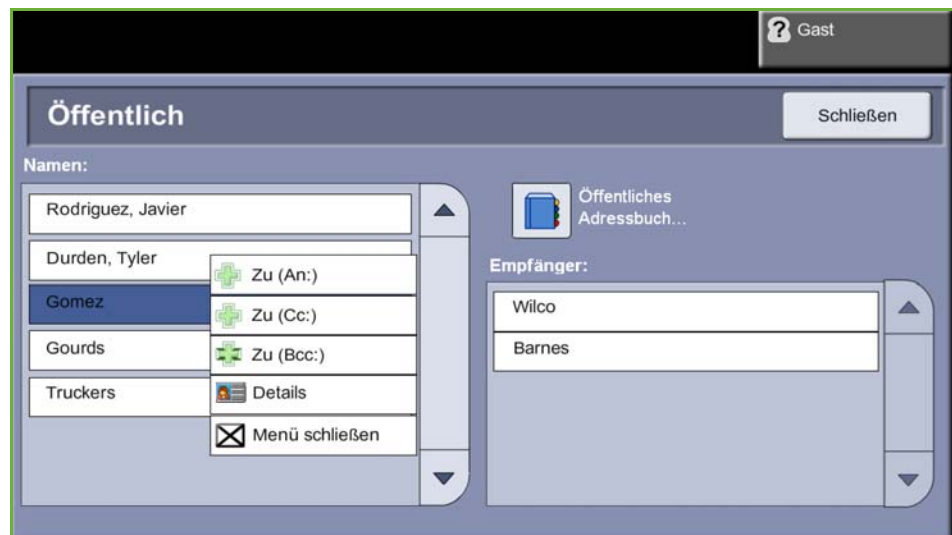 Gast
Öffentlich
Schließen
Namen:
Rodriguez, Javier
Durden, Tyler
Gomez
Gourds
Truckers
Zu (An:)
Zu (Cc:)
Zu (Bcc:)
Details
Menü schließen
Öffentliches
Adressbuch...
Empfänger:
Wilco
Barnes